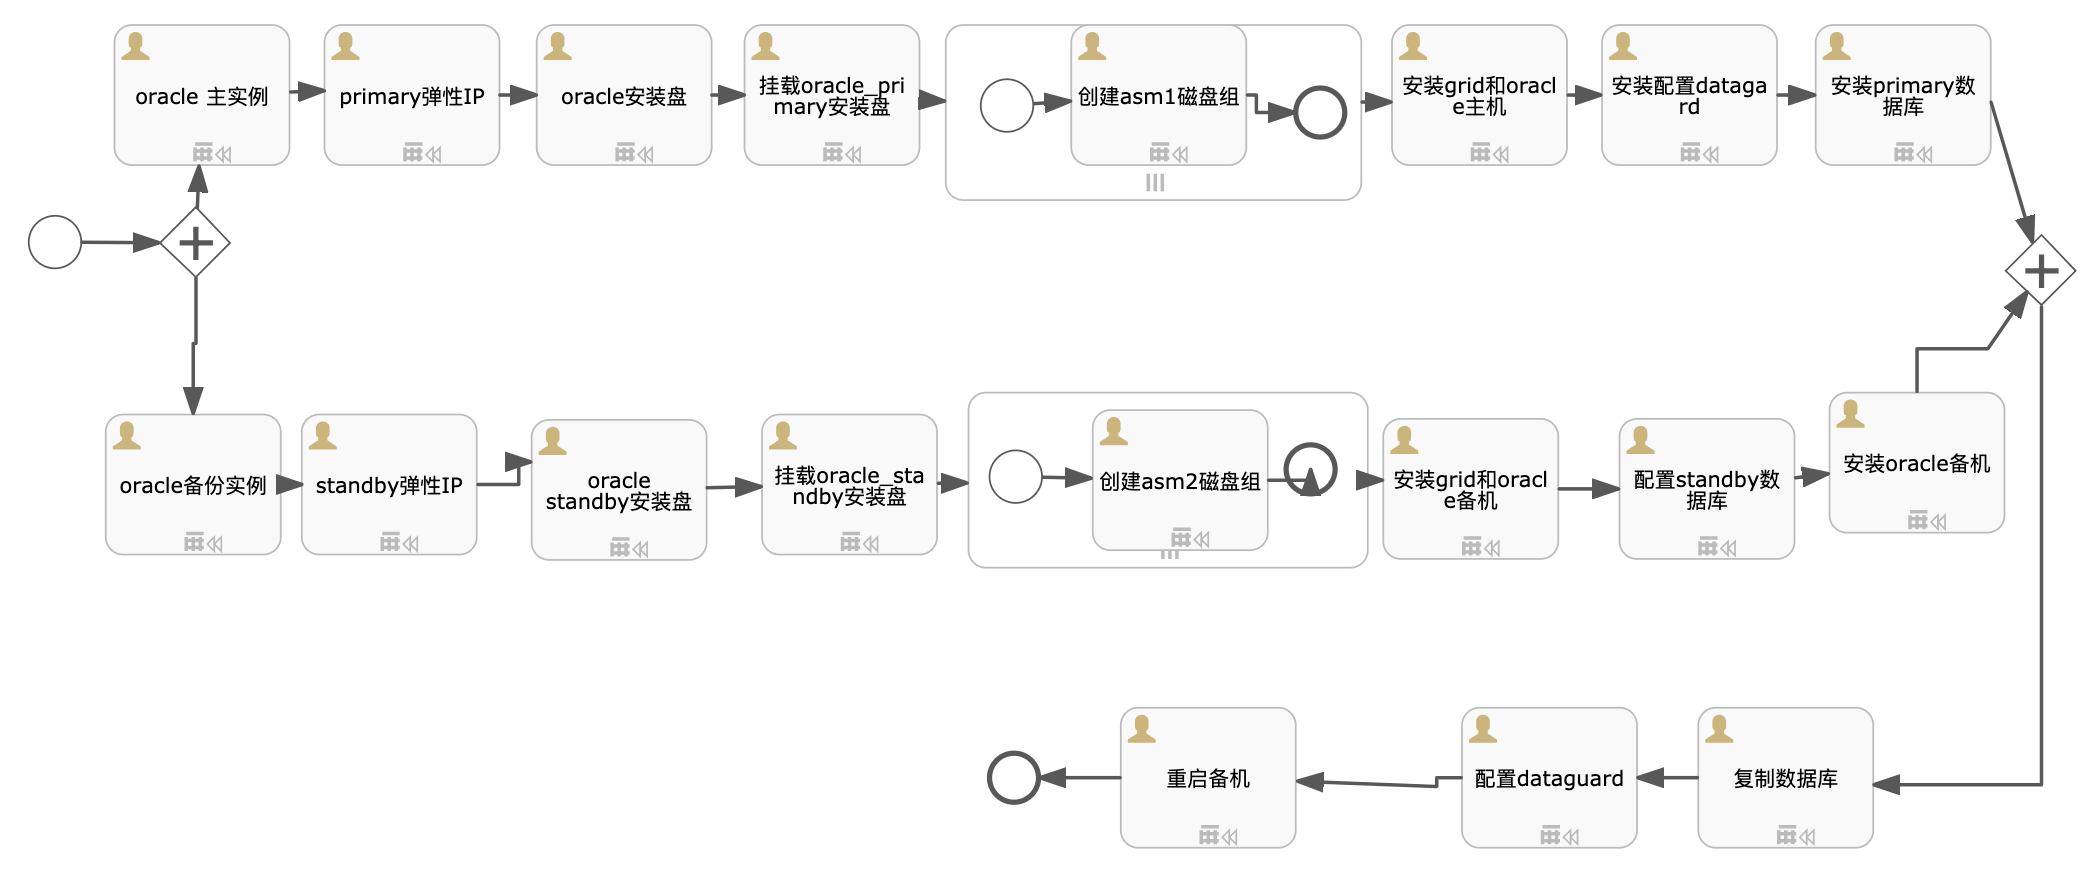 oracle 主实例
primary弹性IP
oracle安装盘
挂载oracle_pri
mary安装盘
创建asm1磁盘组
安装grid和oracl
e主机
安装配置dataga
rd
安装primary数
据库
oracle备份实例
standby弹性IP
oracle
standby安装盘
挂载oracle_sta
ndby安装盘
创建asm2磁盘组
安装grid和oracl
e备机
配置standby数
据库
安装oracle备机
重启备机
配置dataguard
复制数据库